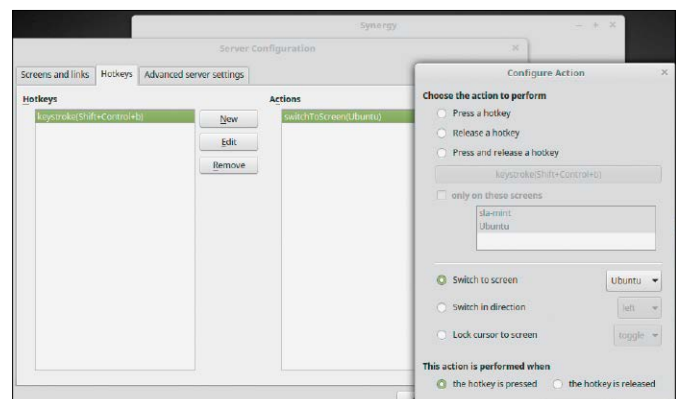 Synergy
Server Configuration
Screens and links Hotkeys Advanced server settings
Hotkeys
keystroke(Shift+Control+b)
New
Edit
Remove
Actions
switchToScreen(Ubuntu)
Configure Action
Choose the action to perform
Press a hotkey
Release a hotkey
Press and release a hotkey
keystroke(Shift+Control+b)
only on these screens
sla-mint
Ubuntu
Switch to screen Ubuntu
Switch in direction left
Lock cursor to screen toggle
This action is performed when
the hotkey is pressed the hotkey is released